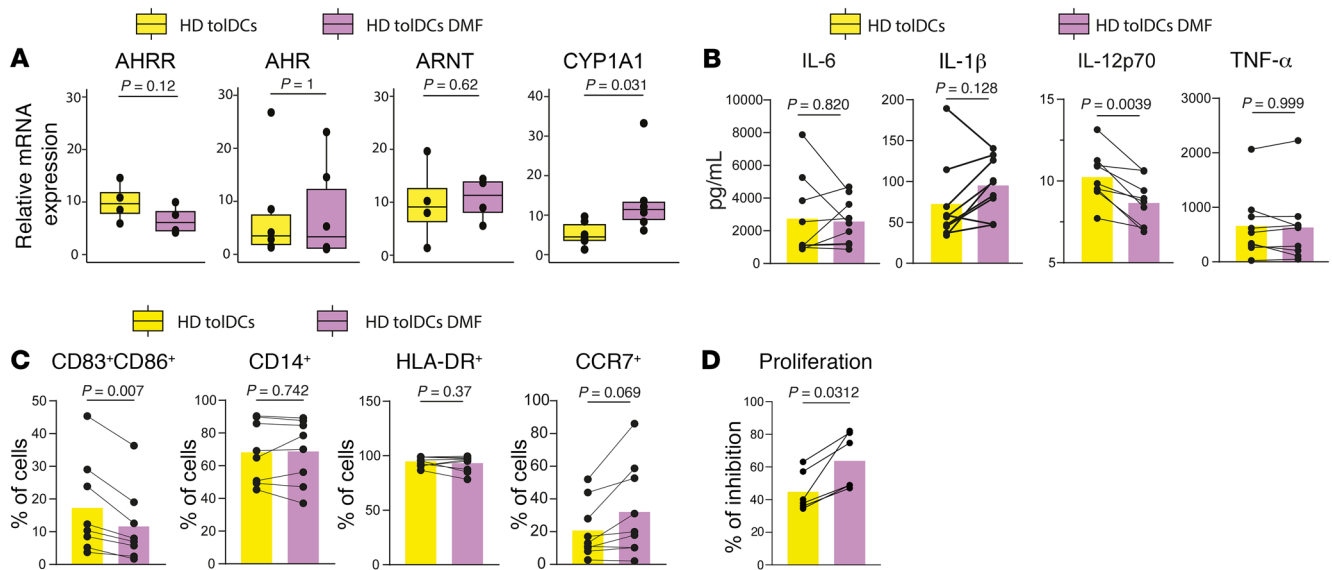 HD tolDCs HD tolDCs DMF
HD tolDCs HD tolDCs DMF
A
AHRR AHR ARNT CYP1A1
P = 0.12 P = 1 P = 0.62 P = 0.031
Relative mRNA
expression
30 20 10 0
30 20 10 0
30 20 10 0
40 30 20 10 0
B
IL-6 IL-1β IL-12p70 TNF-α
P = 0.820 P = 0.128 P = 0.0039 P = 0.999
pg/mL
10000 8000 6000 4000 2000 0
200 150 100 50 0
15 10 5
3000 2000 1000 0
HD tolDCs HD tolDCs DMF
C
CD83+CD86+ CD14+ HLA-DR+ CCR7+
P = 0.007 P = 0.742 P = 0.37 P = 0.069
% of cells
50 40 30 20 10 0
% of cells
100 80 60 40 20 0
% of cells
150 100 50 0
% of cells
100 80 60 40 20 0
D
Proliferation
P = 0.0312
% of inhibition
100 80 60 40 20 0